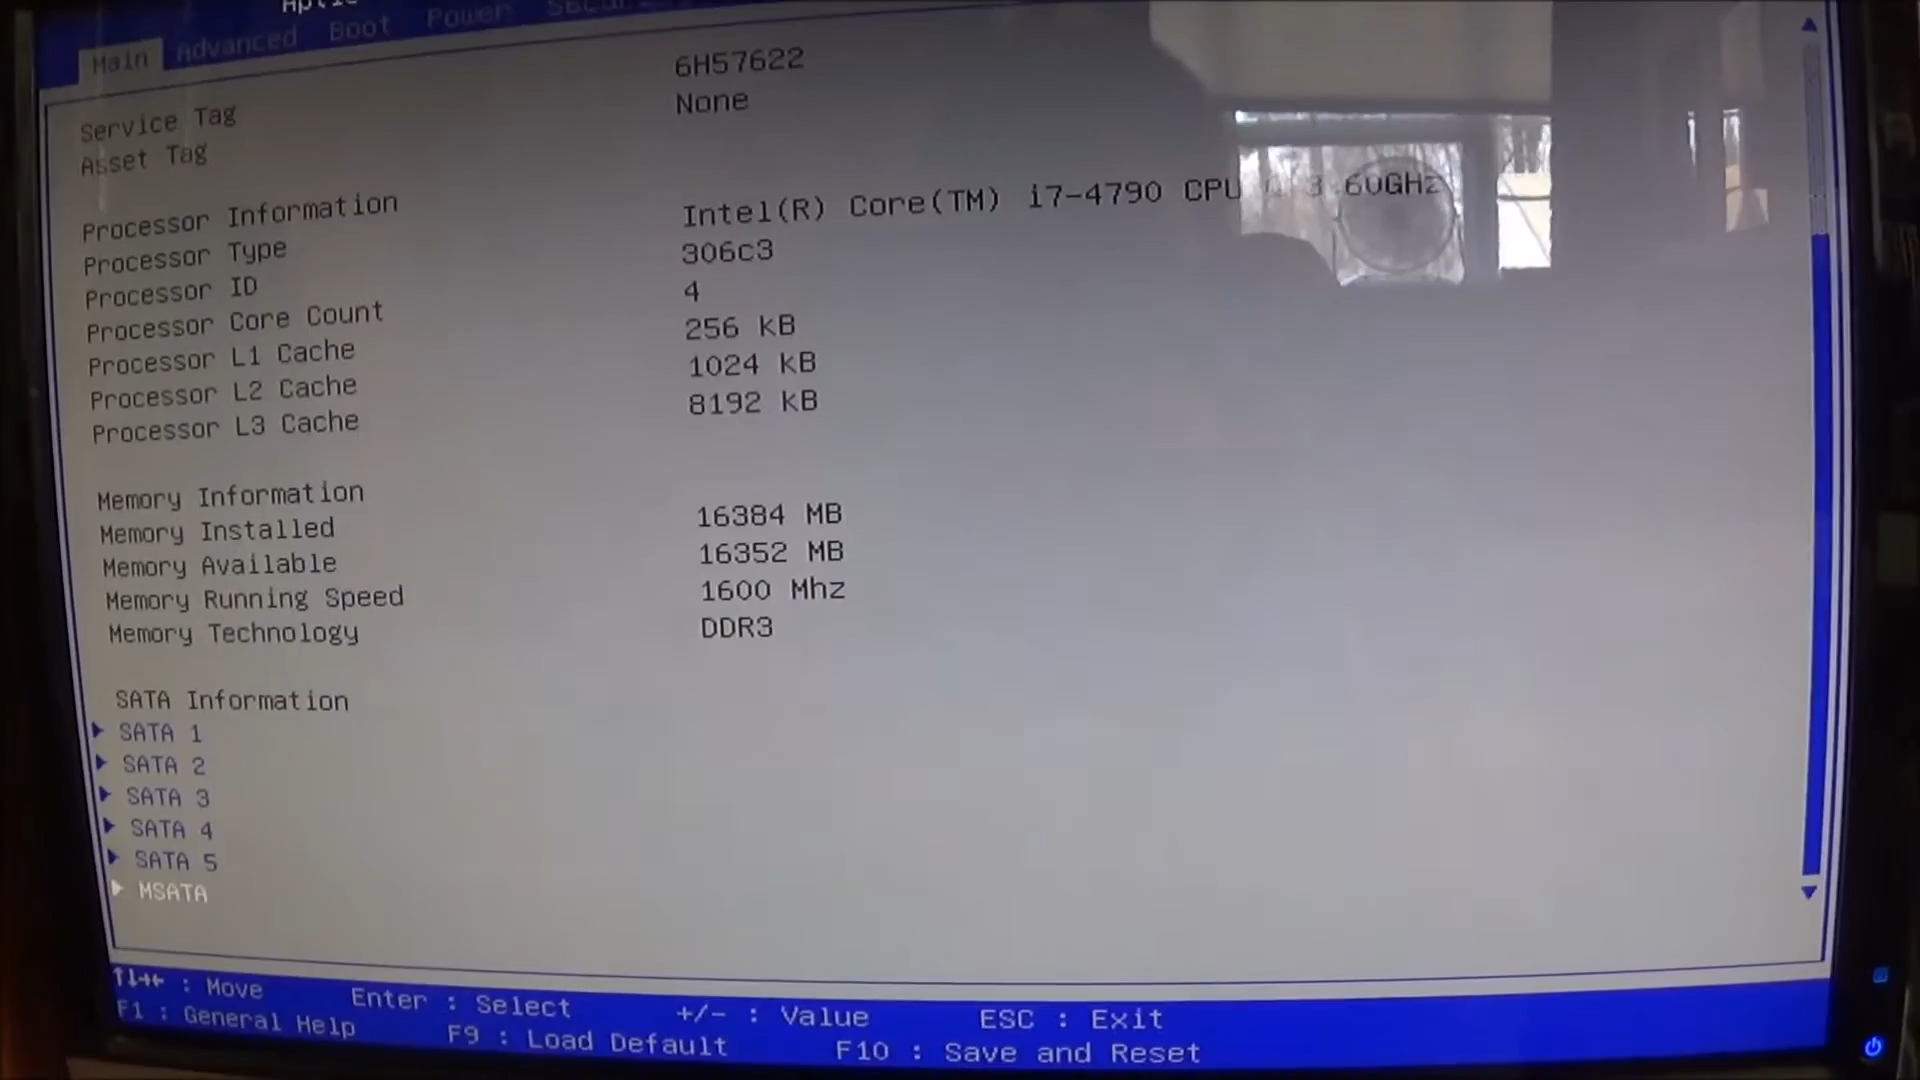 Main Advanced Boot Power
Service Tag 6H57622
Asset Tag None
Processor Information
Processor Type Intel(R) Core(TM) i7-4790 CPU @ 3.60GHz
Processor ID 306c3
Processor Core Count 4
Processor L1 Cache 256 kB
Processor L2 Cache 1024 kB
Processor L3 Cache 8192 kB
Memory Information
Memory Installed 16384 MB
Memory Available 16352 MB
Memory Running Speed 1600 Mhz
Memory Technology DDR3
SATA Information
SATA 1
SATA 2
SATA 3
SATA 4
SATA 5
MSATA
↑↓→← : Move Enter : Select +/- : Value ESC : Exit
F1 : General Help F9 : Load Default F10 : Save and Reset